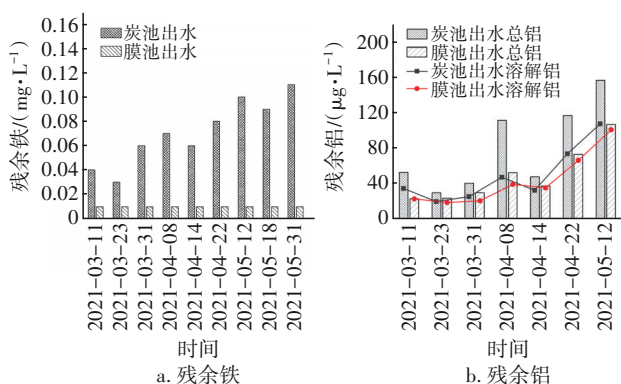 残余铁/(mg·L⁻¹)
0.16
0.14
0.12
0.10
0.08
0.06
0.04
0.02
0
炭池出水
膜池出水
2021-03-11
2021-03-23
2021-03-31
2021-04-08
2021-04-14
2021-04-22
2021-05-12
2021-05-18
2021-05-31
时间
a. 残余铁
残余铝/(μg·L⁻¹)
200
160
120
80
40
0
炭池出水总铝
膜池出水总铝
炭池出水溶解铝
膜池出水溶解铝
2021-03-11
2021-03-23
2021-03-31
2021-04-08
2021-04-14
2021-04-22
2021-05-12
时间
b. 残余铝